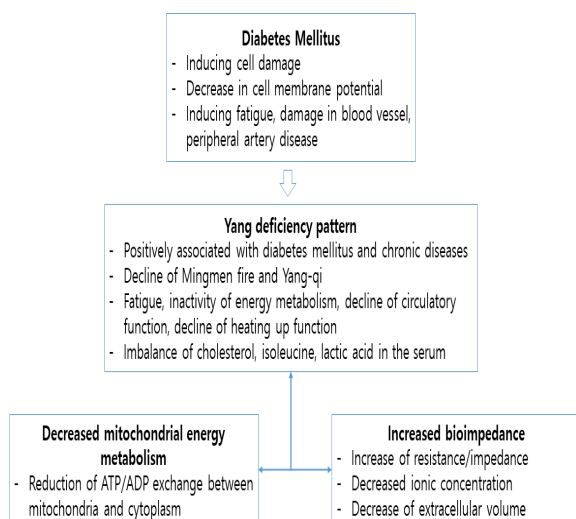 Diabetes Mellitus
- Inducing cell damage
- Decrease in cell membrane potential
- Inducing fatigue, damage in blood vessel,
peripheral artery disease
Yang deficiency pattern
- Positively associated with diabetes mellitus and chronic diseases
- Decline of Mingmen fire and Yang-qi
- Fatigue, inactivity of energy metabolism, decline of circulatory
function, decline of heating up function
- Imbalance of cholesterol, isoleucine, lactic acid in the serum
Decreased mitochondrial energy
metabolism
- Reduction of ATP/ADP exchange between
mitochondria and cytoplasm
Increased bioimpedance
- Increase of resistance/impedance
- Decreased ionic concentration
- Decrease of extracellular volume